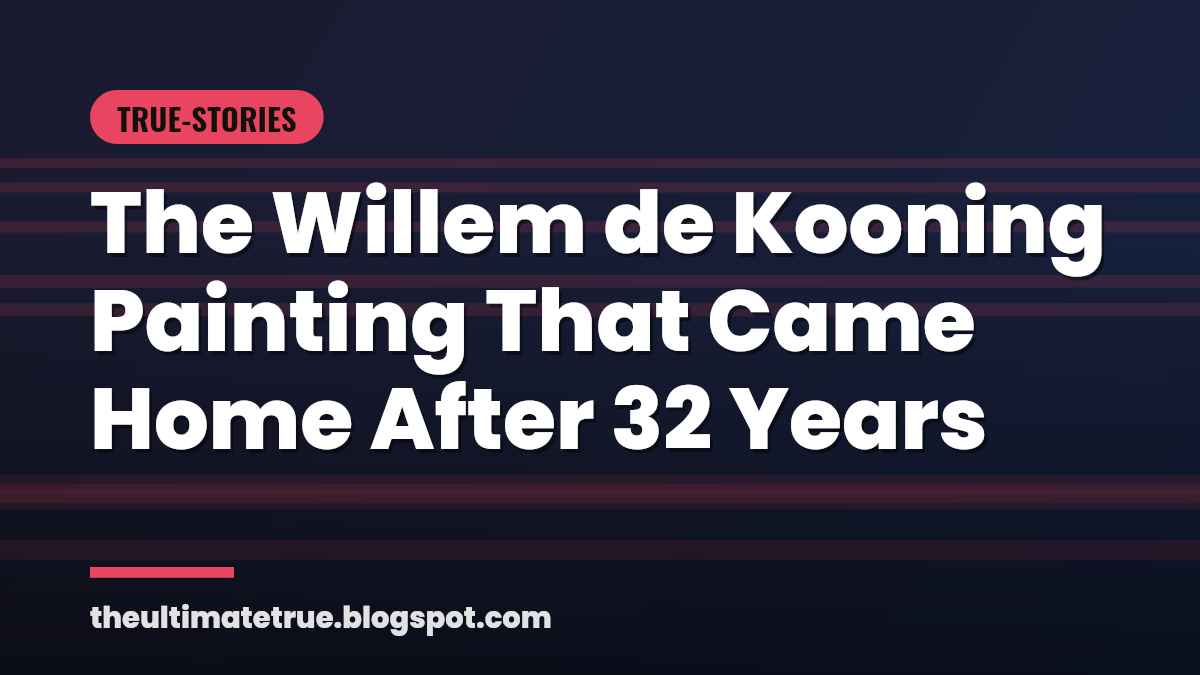 TRUE-STORIES
The Willem de Kooning
Painting That Came
Home After 32 Years
theultimatetrue.blogspot.com